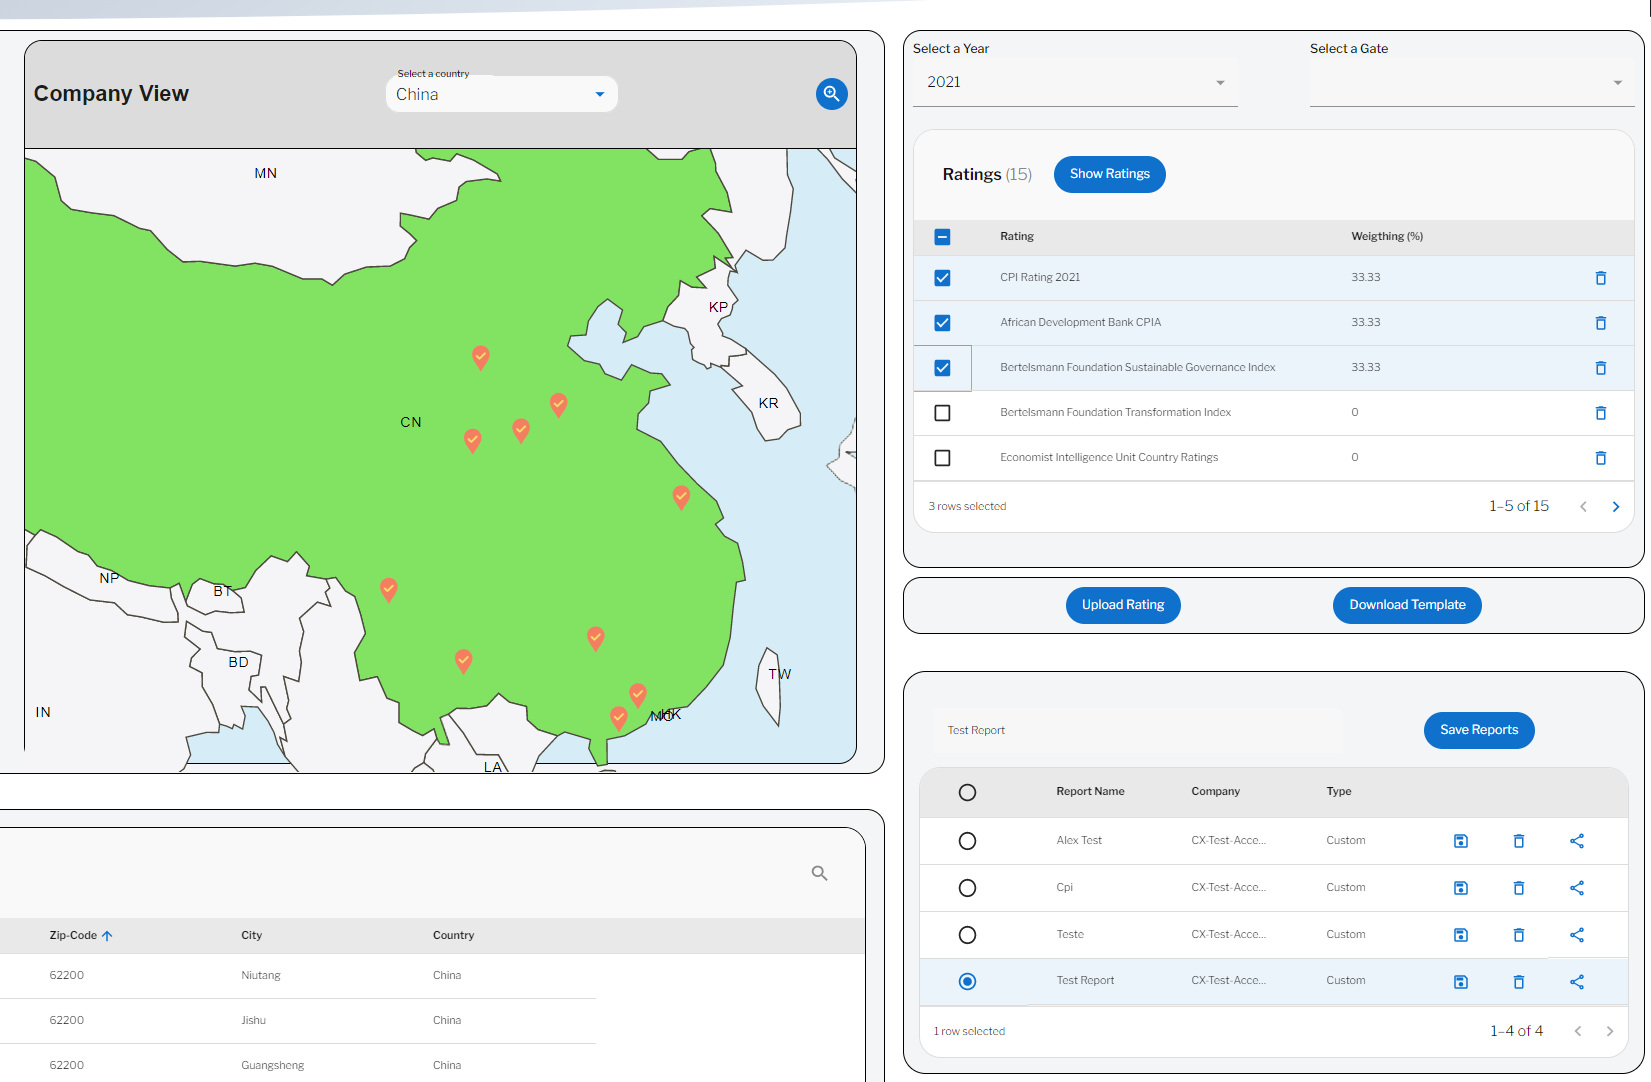 Company View
Select a country
China
MN
KP
KR
CN
NP
BT
BD
IN
TW
MO
HK
LA
Zip-Code City Country
62200 Niutang China
62200 Jishu China
62200 Guangsheng China
Select a Year
2021
Select a Gate
Ratings (15) Show Ratings
Rating Weigthing (%)
CPI Rating 2021 33.33
African Development Bank CPIA 33.33
Bertelsmann Foundation Sustainable Governance Index 33.33
Bertelsmann Foundation Transformation Index 0
Economist Intelligence Unit Country Ratings 0
3 rows selected 1–5 of 15
Upload Rating Download Template
Test Report Save Reports
Report Name Company Type
Alex Test CX-Test-Acce... Custom
Cpi CX-Test-Acce... Custom
Teste CX-Test-Acce... Custom
Test Report CX-Test-Acce... Custom
1 row selected 1–4 of 4